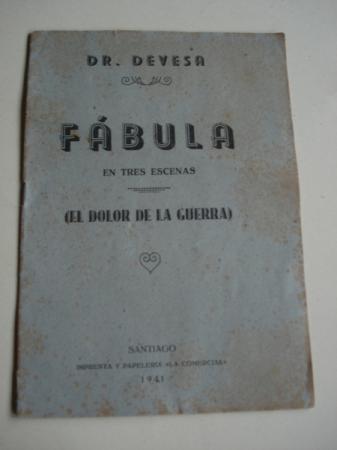 DR. DEVESA
FÁBULA
EN TRES ESCENAS
(EL DOLOR DE LA GUERRA)
SANTIAGO
IMPRENTA Y PAPELERIA «LA COMERCIAL»
1941